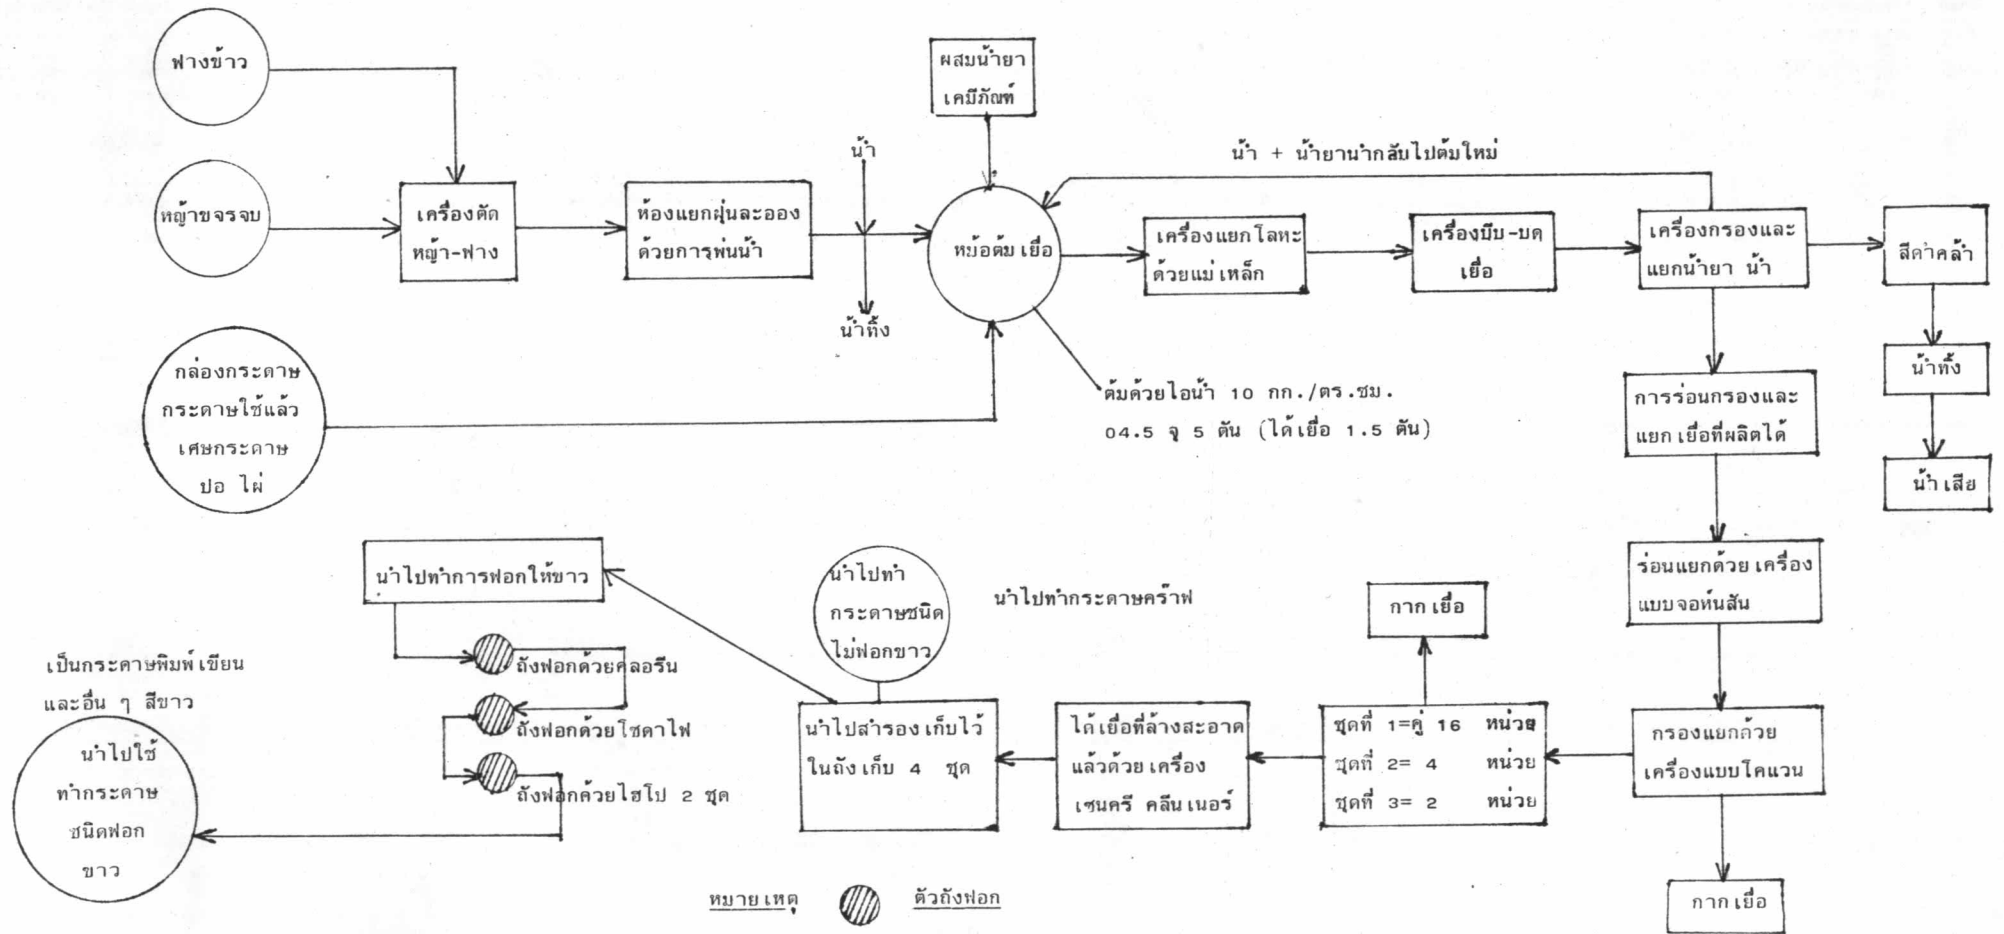 ฟางข้าว
หญ้าขจรจบ
กล่องกระดาษ
กระดาษใช้แล้ว
เศษกระดาษ
ปอ ไผ่
เครื่องตัด
หญ้า-ฟาง
ห้องแยกฝุ่นละออง
ด้วยการพ่นน้ำ
น้ำ
น้ำทิ้ง
ผสมน้ำยา
เคมีภัณฑ์
หม้อต้มเยื่อ
น้ำ + น้ำยานำกลับไปต้มใหม่
ต้มด้วยไอน้ำ 10 กก./ตร.ซม.
04.5 จุ 5 ตัน (ได้เยื่อ 1.5 ตัน)
เครื่องแยกโลหะ
ด้วยแม่เหล็ก
เครื่องบีบ-บด
เยื่อ
เครื่องกรองและ
แยกน้ำยา น้ำ
สีดำคล้ำ
น้ำทิ้ง
น้ำเสีย
การร่อนกรองและ
แยกเยื่อที่ผลิตได้
ร่อนแยกด้วยเครื่อง
แบบจอห์นสัน
กรองแยกด้วย
เครื่องแบบโคแวน
กากเยื่อ
กากเยื่อ
ชุดที่ 1=คู่ 16 หน่วย
ชุดที่ 2= 4 หน่วย
ชุดที่ 3= 2 หน่วย
ได้เยื่อที่ล้างสะอาด
แล้วด้วยเครื่อง
เซนครี คลีนเนอร์
นำไปสำรองเก็บไว้
ในถังเก็บ 4 ชุด
นำไปทำ
กระดาษชนิด
ไม่ฟอกขาว
นำไปทำกระดาษคร๊าฟ
นำไปทำการฟอกให้ขาว
ถังฟอกด้วยคลอรีน
ถังฟอกด้วยโซดาไฟ
ถังฟอกด้วยไฮโป 2 ชุด
เป็นกระดาษพิมพ์เขียน
และอื่น ๆ สีขาว
นำไปใช้
ทำกระดาษ
ชนิดฟอก
ขาว
หมายเหตุ ตัวถังฟอก